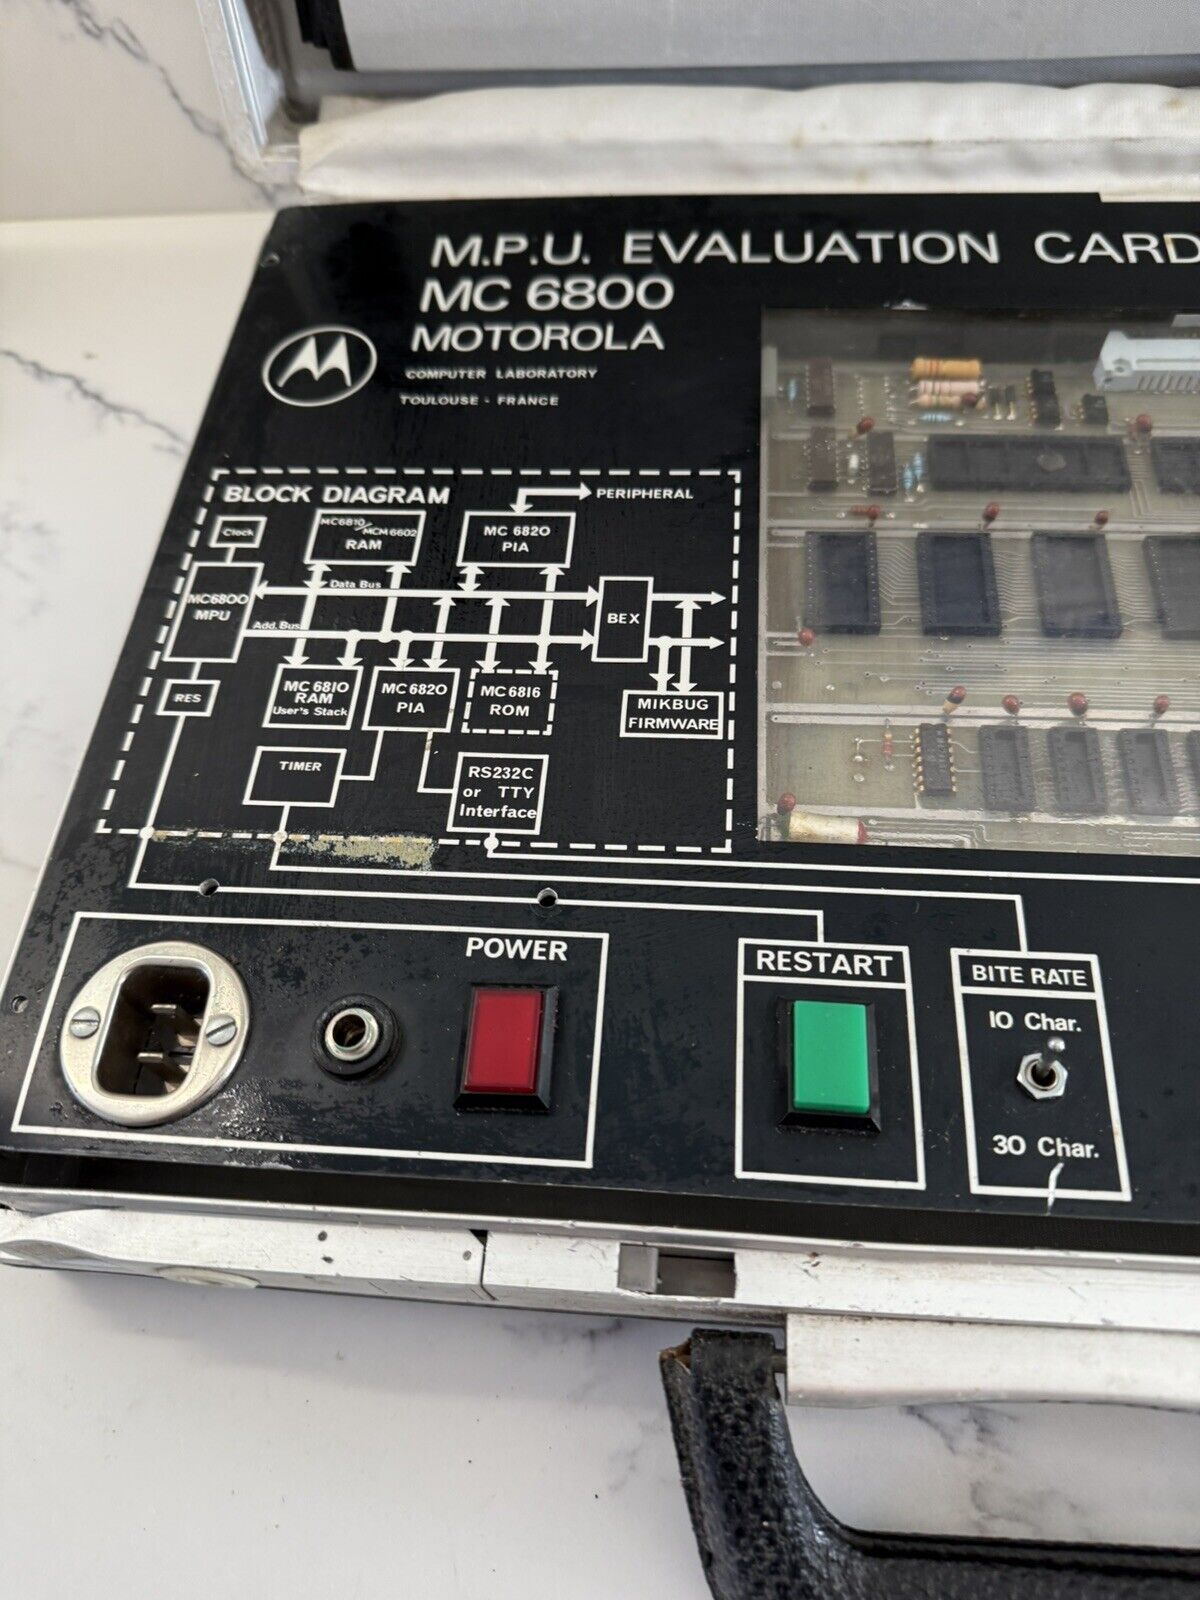 M.P.U. EVALUATION CARD
MC 6800
MOTOROLA
COMPUTER LABORATORY
TOULOUSE - FRANCE
BLOCK DIAGRAM
PERIPHERAL
Clock
MC6810/MCM6602
RAM
MC 6820
PIA
MC6800
MPU
Data Bus
Add. Bus
BEX
RES
MC 6810
RAM
User's Stack
MC 6820
PIA
MC 6816
ROM
MIKBUG
FIRMWARE
TIMER
RS232C
or TTY
Interface
POWER
RESTART
BITE RATE
10 Char.
30 Char.